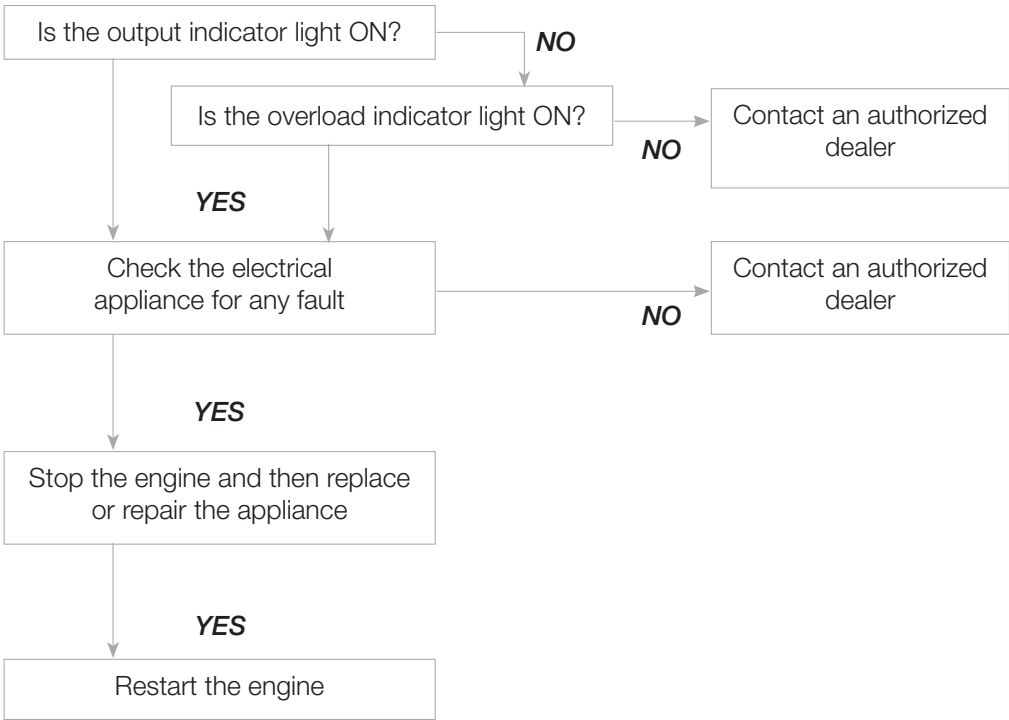 Is the output indicator light ON?
NO
Is the overload indicator light ON?
NO
Contact an authorized
dealer
YES
Check the electrical
appliance for any fault
NO
Contact an authorized
dealer
YES
Stop the engine and then replace
or repair the appliance
YES
Restart the engine